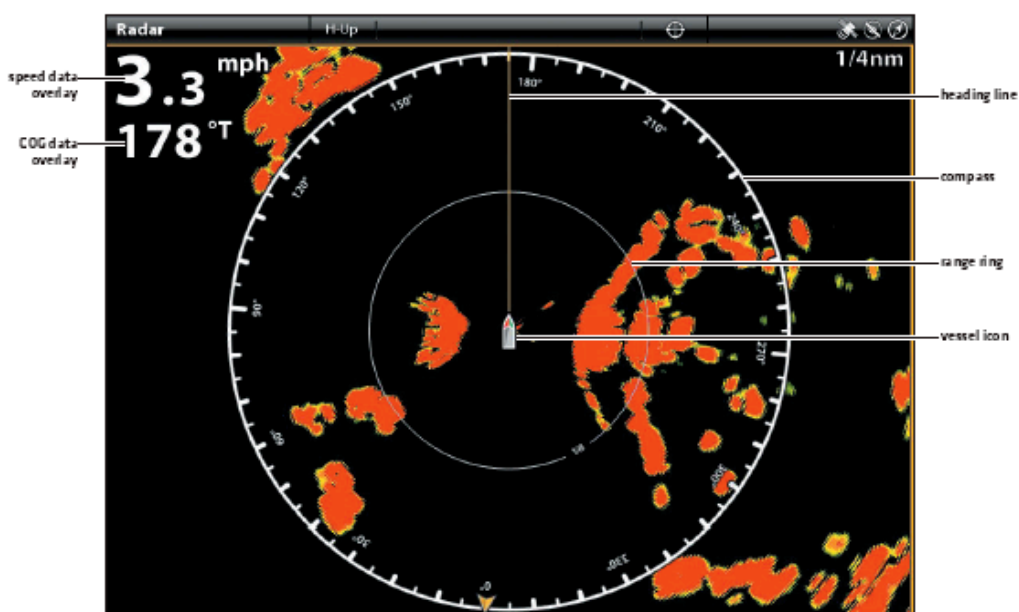 Radar
H-Up
speed data
overlay
3.3 mph
1/4nm
COG data
overlay
178°T
heading line
compass
range ring
vessel icon
180°
150°
210°
120°
240°
90°
270°
60°
300°
30°
330°
0°